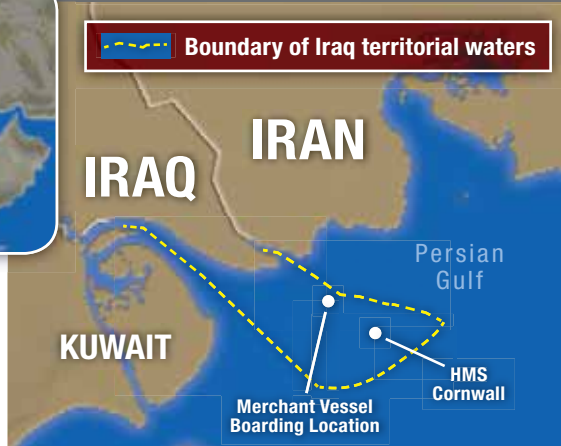 Boundary of Iraq territorial waters
IRAN
IRAQ
Persian
Gulf
KUWAIT
HMS
Cornwall
Merchant Vessel
Boarding Location